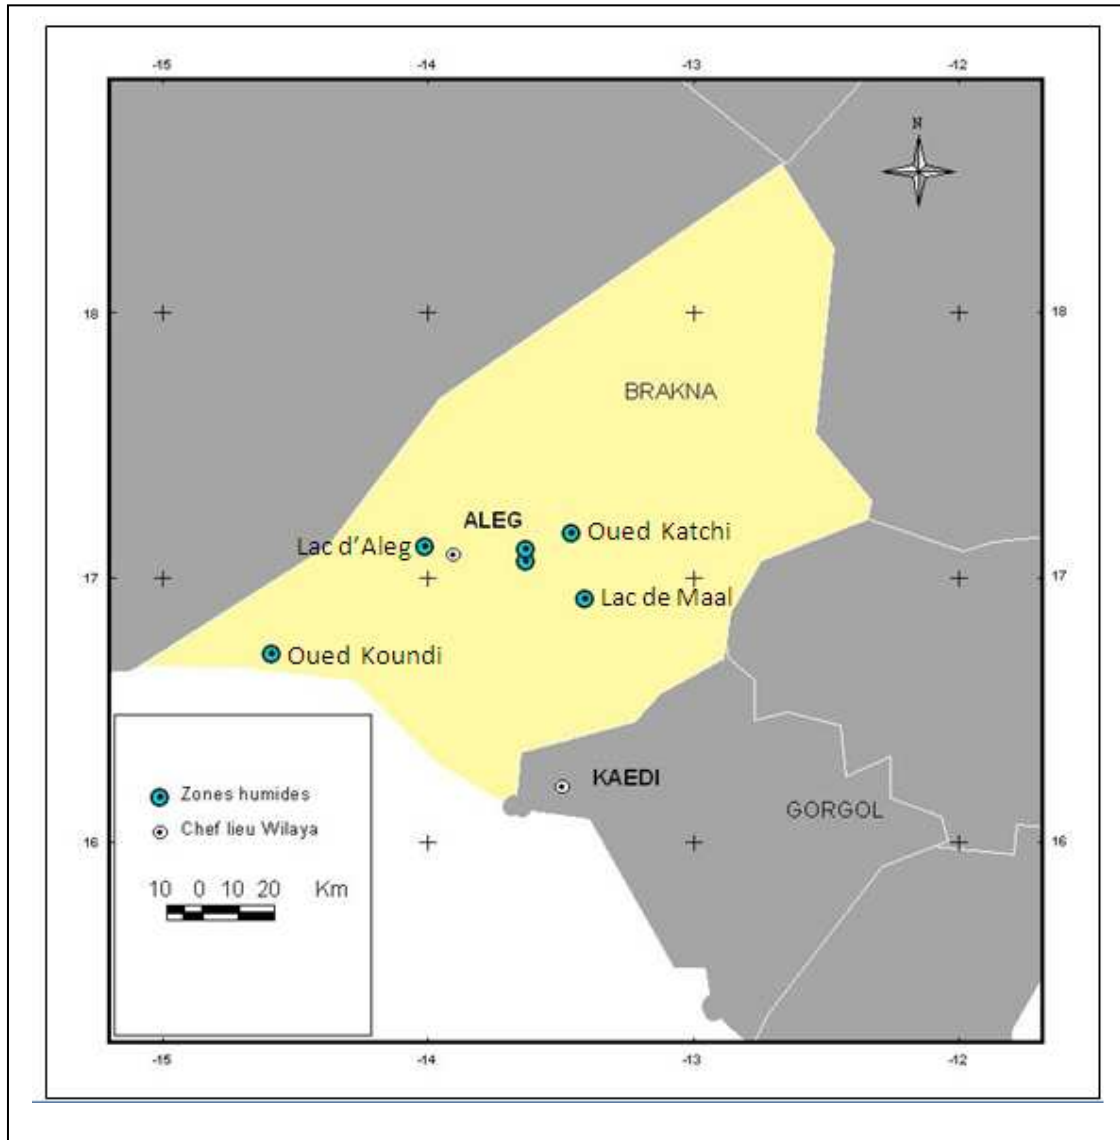 -15 -14 -13 -12
N
18 18
BRAKNA
ALEG
Oued Katchi
Lac d'Aleg
17 17
Lac de Maal
Oued Koundi
KAEDI
Zones humides
GORGOL
Chef lieu Wilaya
16 16
10 0 10 20 Km
-15 -14 -13 -12